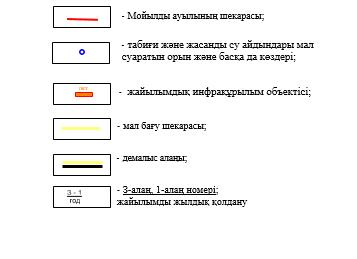 - Мойылды ауылының шекарасы;
- табиғи және жасанды су айдындары мал
суаратын орын және басқа да көздері;
- жайылымдық инфрақұрылым объектісі;
- мал бағу шекарасы;
- демалыс алаңы;
3 - 1
год
- 3-алаң, 1-алаң номері;
жайылымды жылдық қолдану